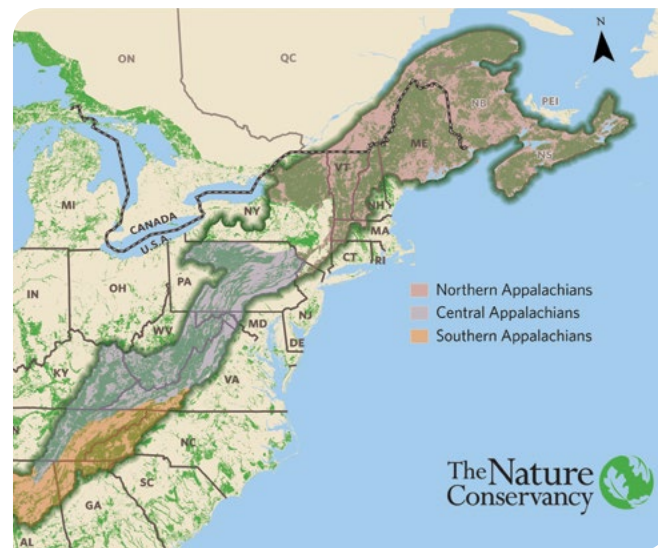 N
ON
QC
NB
PEI
ME
NS
VT
NH
NY
MI
CANADA
U.S.A.
MA
CT
RI
PA
OH
IN
NJ
MD
DE
WV
KY
VA
NC
SC
GA
AL
Northern Appalachians
Central Appalachians
Southern Appalachians
The Nature
Conservancy